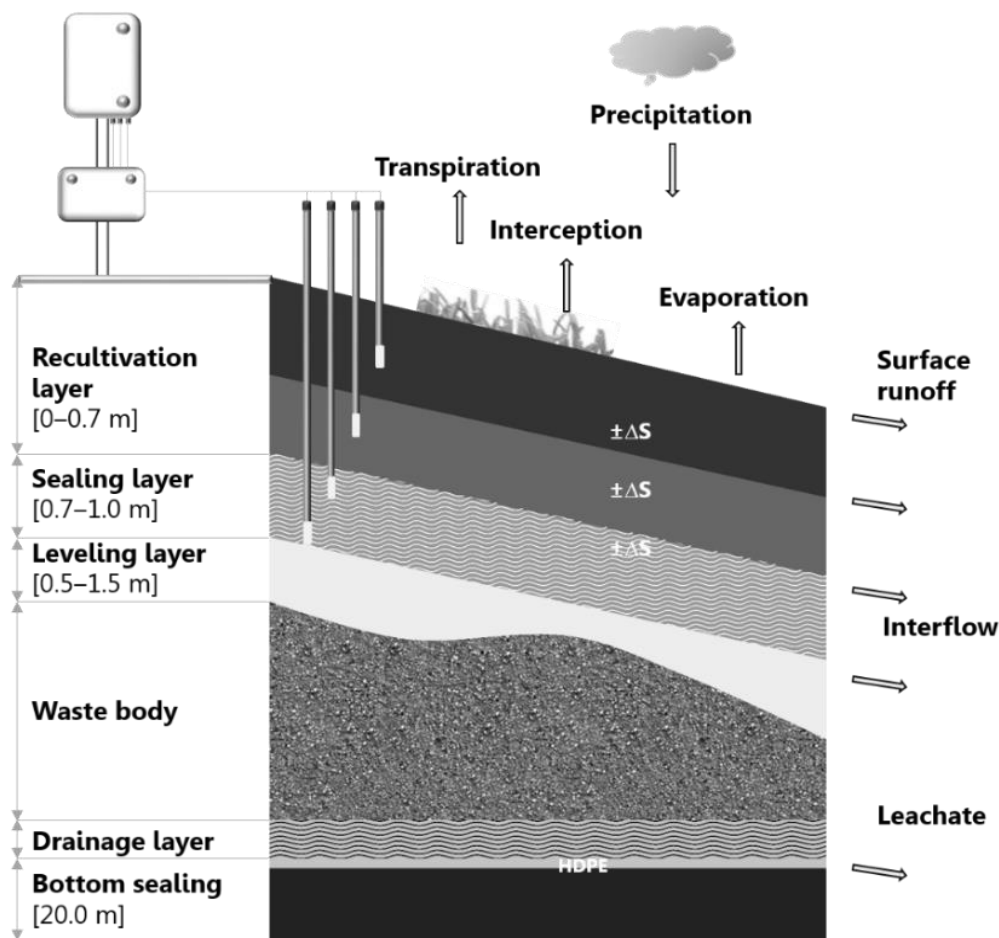 Precipitation
Transpiration
Interception
Evaporation
Recultivation
layer
[0–0.7 m]
Surface
runoff
±ΔS
Sealing layer
[0.7–1.0 m]
±ΔS
Leveling layer
[0.5–1.5 m]
±ΔS
Interflow
Waste body
Leachate
Drainage layer
HDPE
Bottom sealing
[20.0 m]